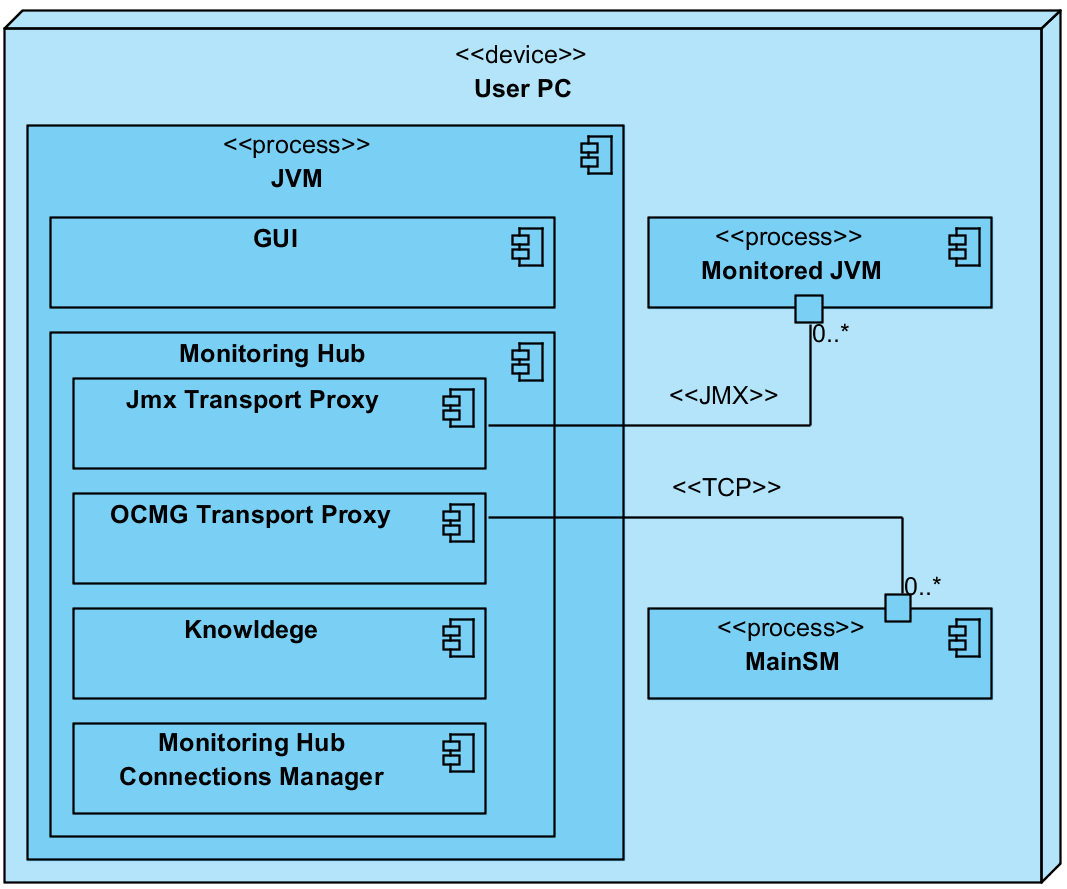 <<device>>
User PC
<<process>>
JVM
GUI
Monitoring Hub
Jmx Transport Proxy
OCMG Transport Proxy
Knowldege
Monitoring Hub
Connections Manager
<<process>>
Monitored JVM
0..*
<<JMX>>
<<TCP>>
0..*
<<process>>
MainSM